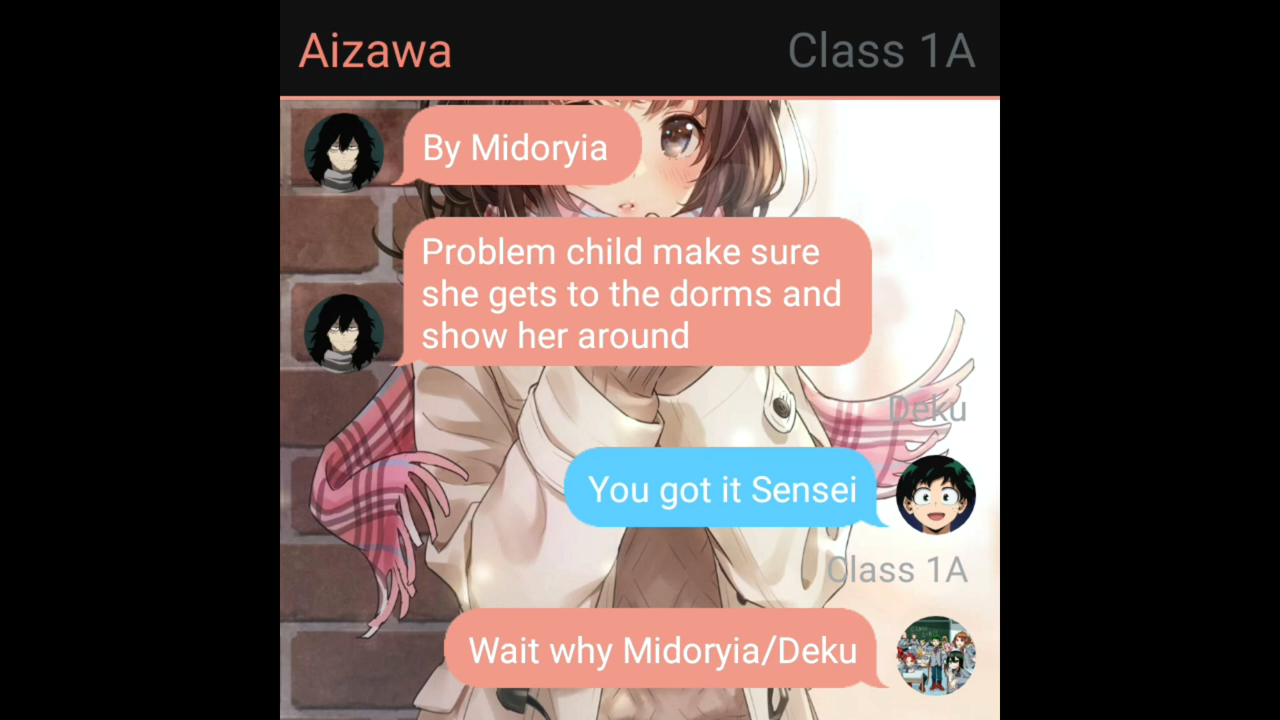 Aizawa
Class 1A
By Midoryia
Problem child make sure
she gets to the dorms and
show her around
Deku
You got it Sensei
Class 1A
Wait why Midoryia/Deku